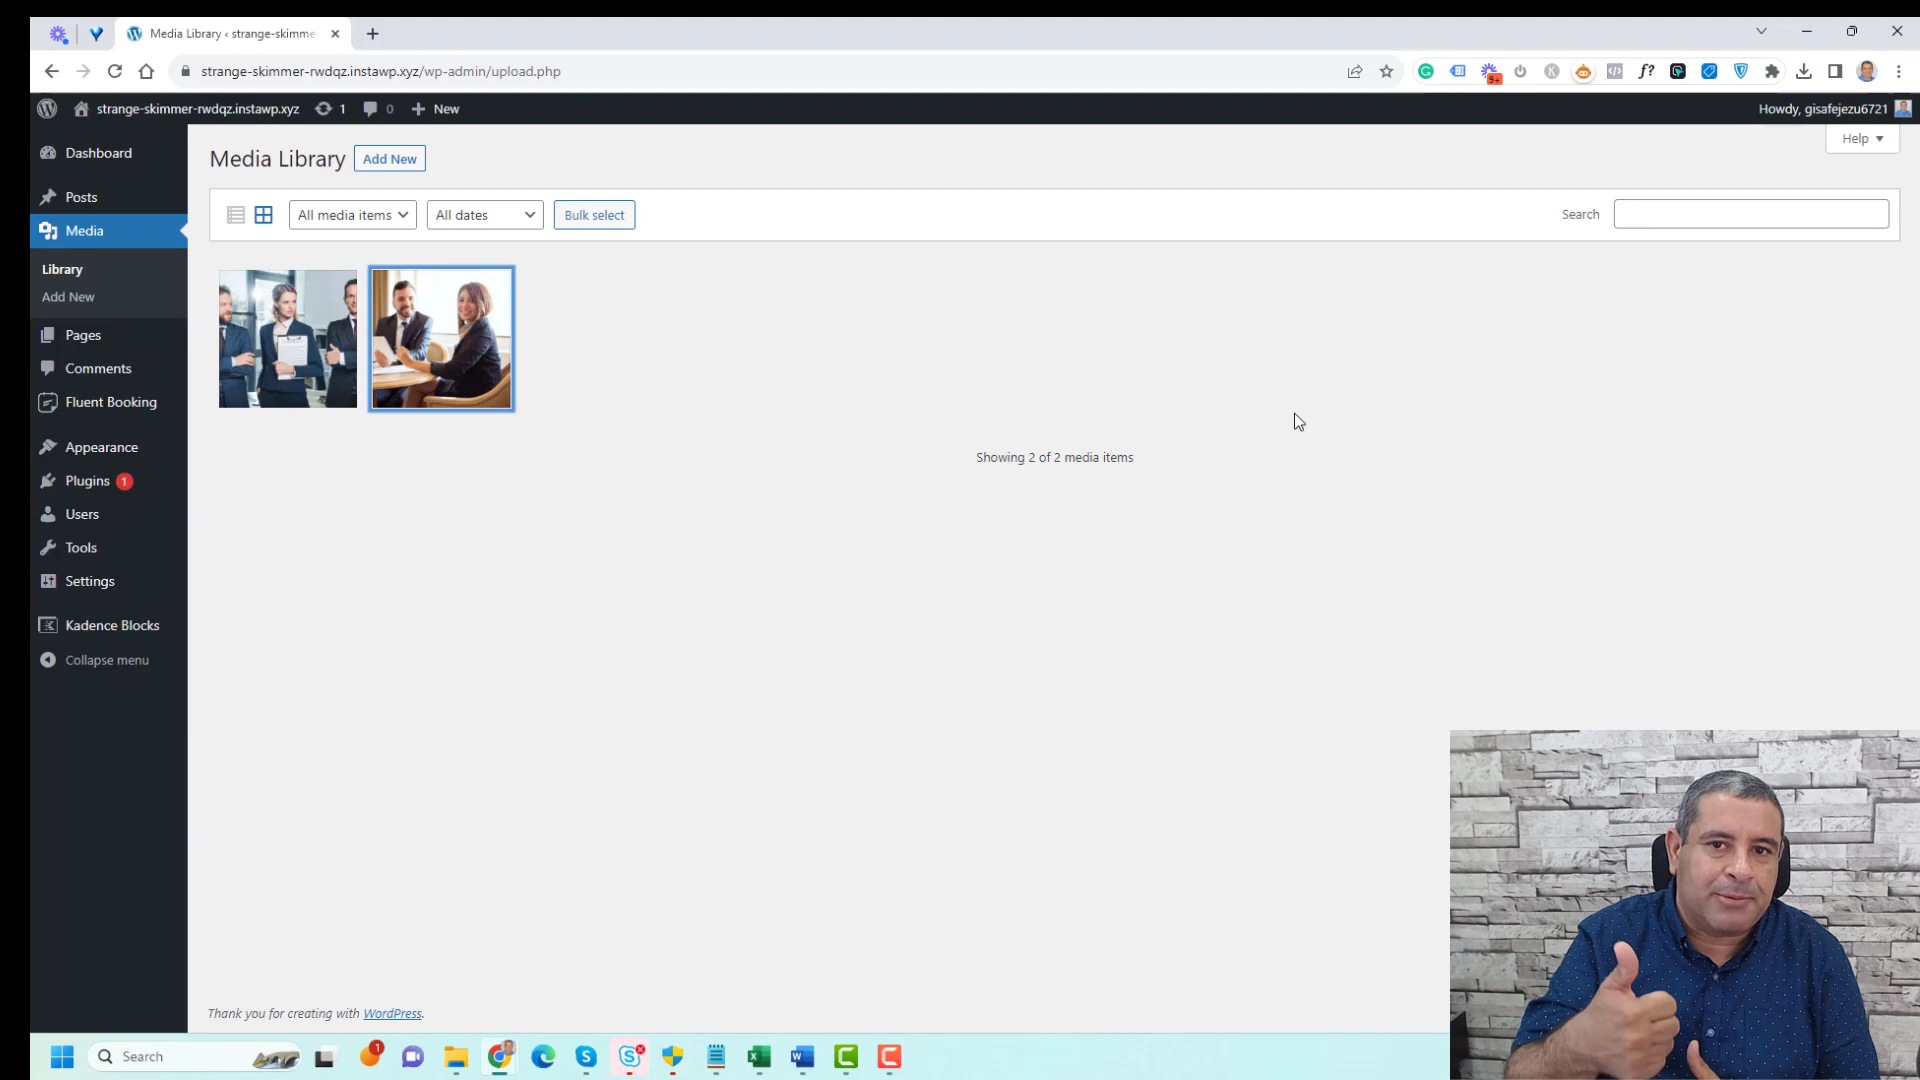 Media Library ‹ strange-skimme
strange-skimmer-rwdqz.instawp.xyz/wp-admin/upload.php
9+
f?
strange-skimmer-rwdqz.instawp.xyz 1 0 New
Howdy, gisafejezu6721
Help
Dashboard
Posts
Media
Library
Add New
Pages
Comments
Fluent Booking
Appearance
Plugins 1
Users
Tools
Settings
Kadence Blocks
Collapse menu
Media Library Add New
All media items All dates Bulk select
Search
Showing 2 of 2 media items
Thank you for creating with WordPress.
Search
1